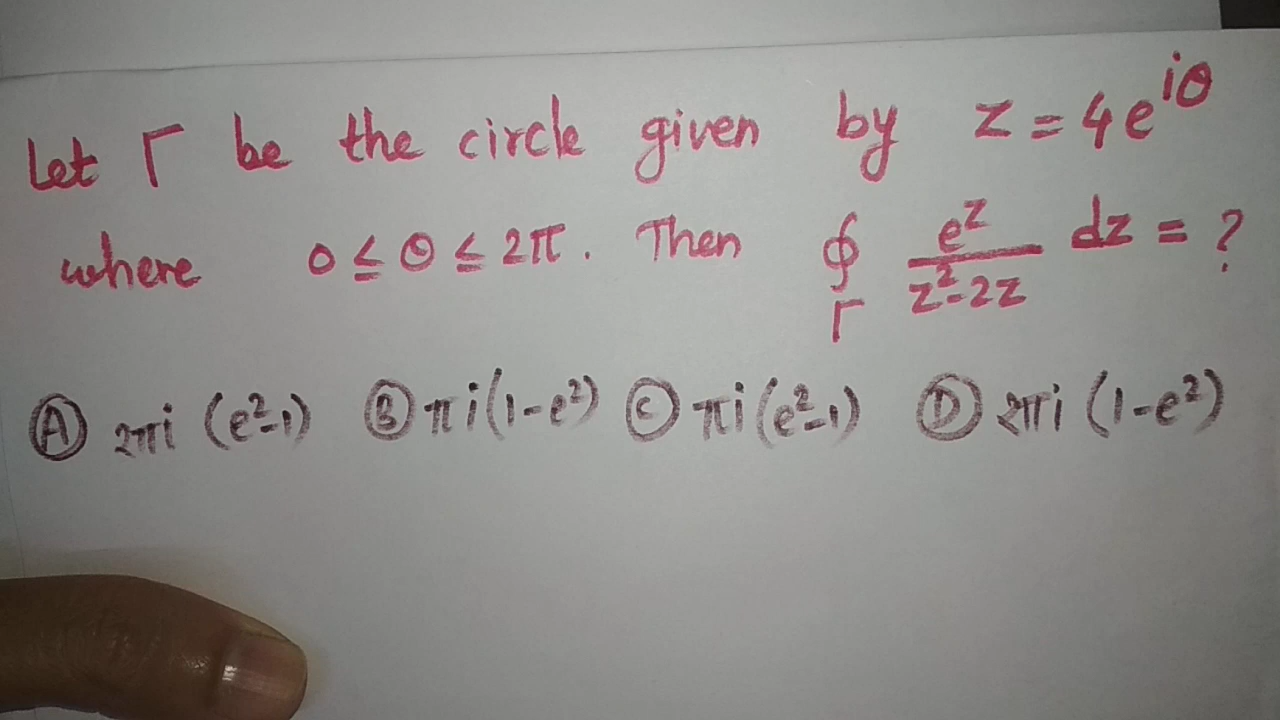 Let Γ be the circle given by z = 4e^{iθ}
where 0 ≤ θ ≤ 2π. Then ∮_Γ e^z/(z²-2z) dz = ?
Ⓐ 2πi (e²-1) Ⓑ πi(1-e²) Ⓒ πi(e²-1) Ⓓ 2πi (1-e²)